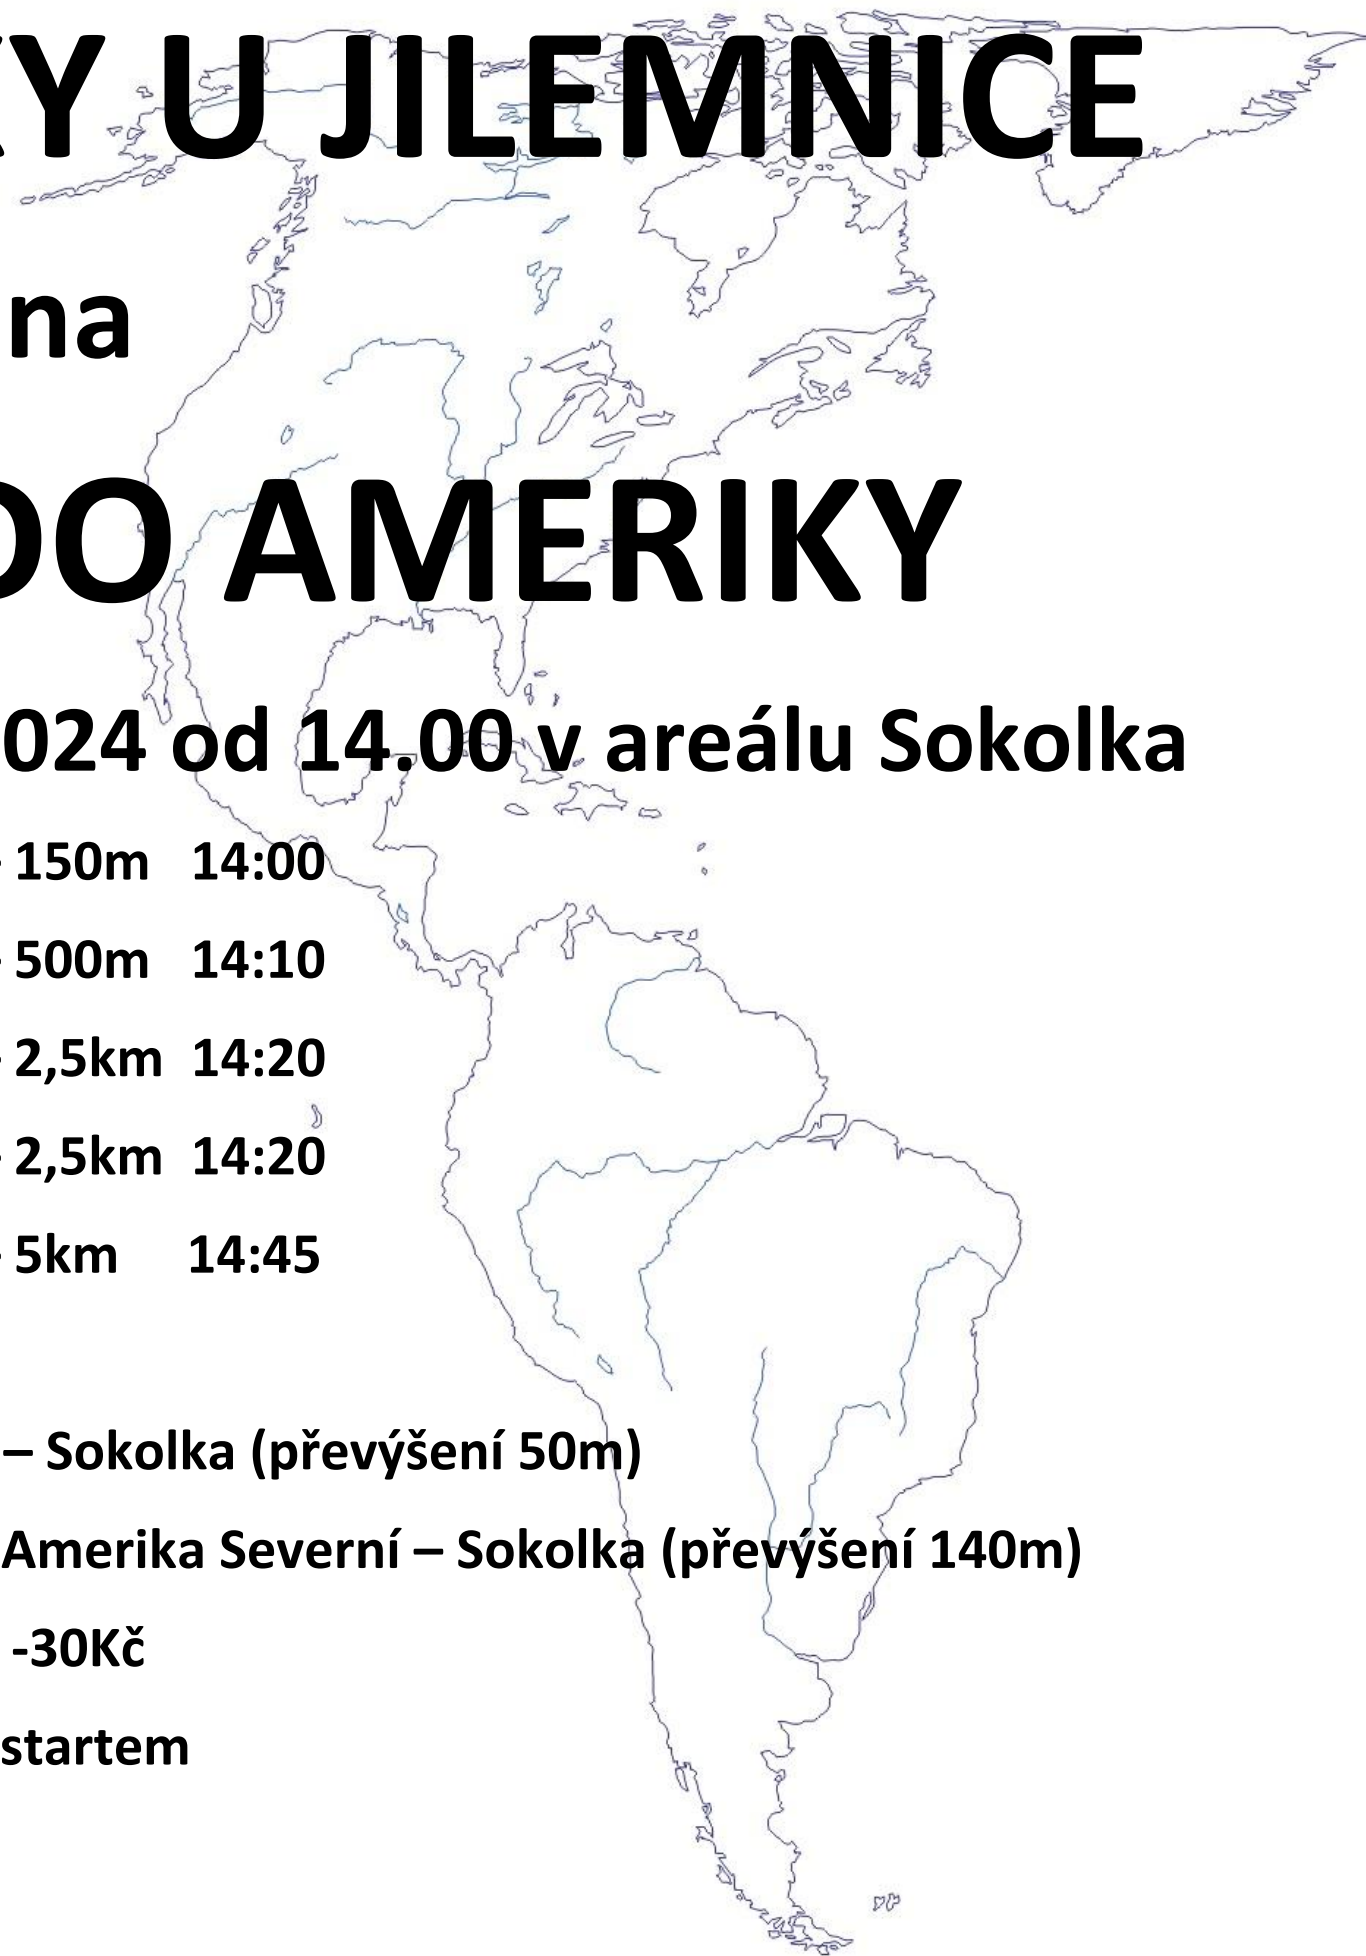 KY U JILEMNICE
na
DO AMERIKY
024 od 14.00 v areálu Sokolka
- 150m 14:00
- 500m 14:10
- 2,5km 14:20
- 2,5km 14:20
- 5km 14:45
– Sokolka (převýšení 50m)
Amerika Severní – Sokolka (převýšení 140m)
-30Kč
startem